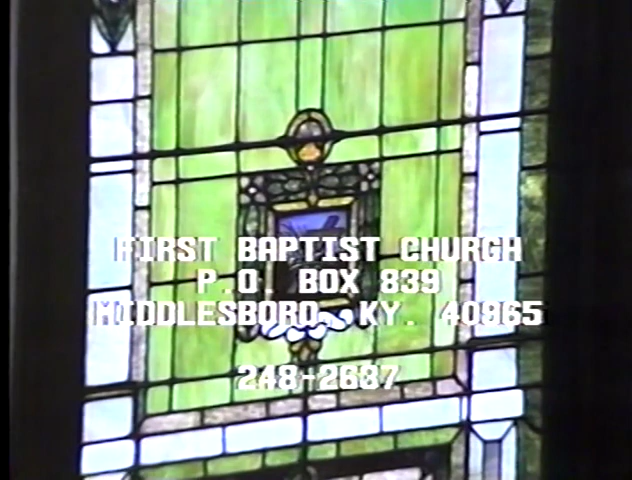 FIRST BAPTIST CHURCH
P.O. BOX 839
MIDDLESBORO, KY. 40965
248-2687